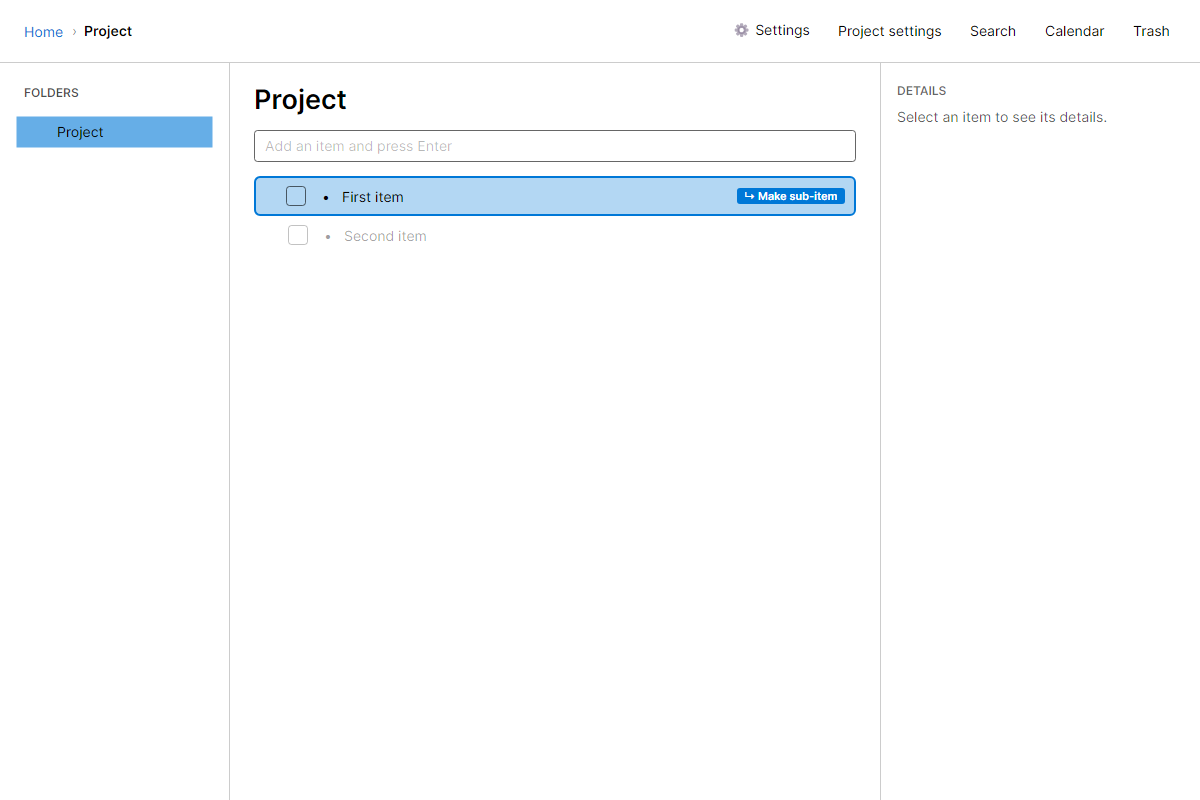 Home › Project
Settings
Project settings
Search
Calendar
Trash
FOLDERS
Project
Project
Add an item and press Enter
• First item
↳ Make sub-item
• Second item
DETAILS
Select an item to see its details.